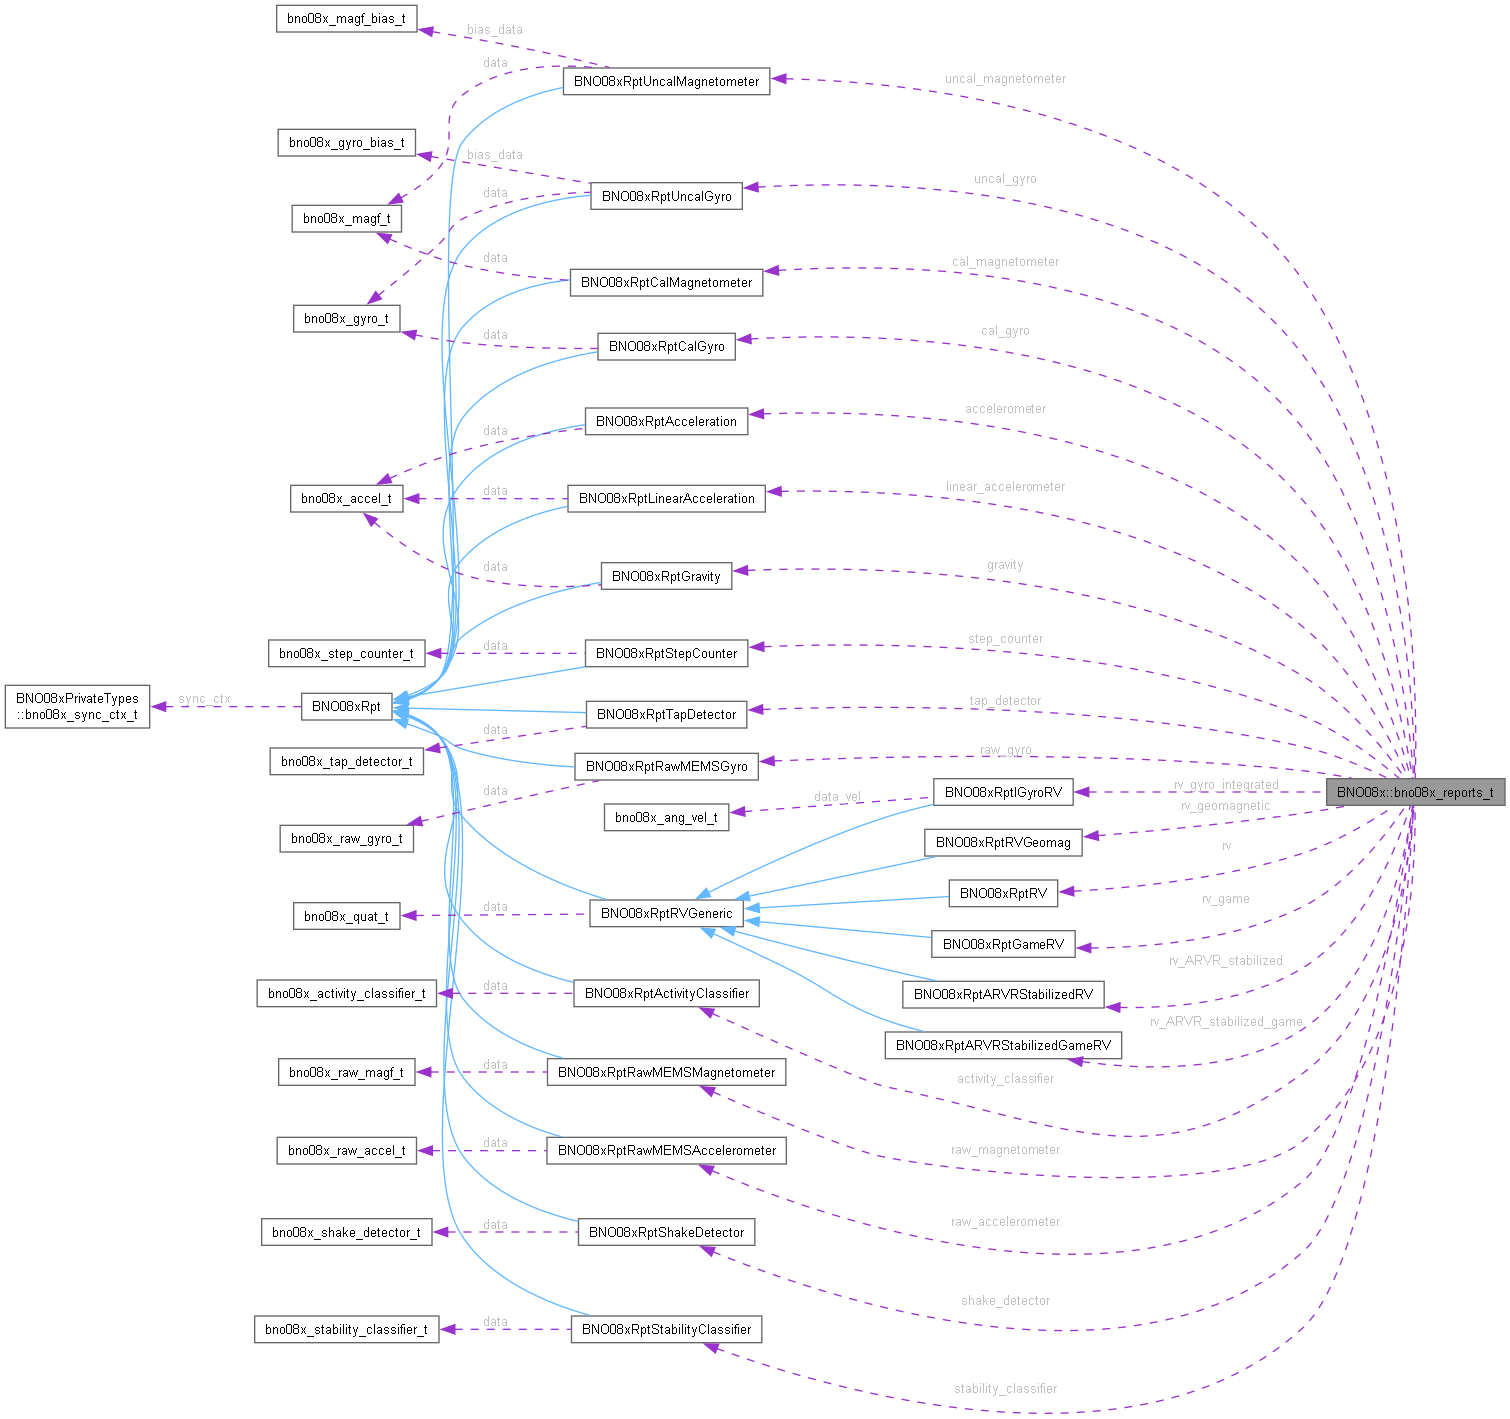 bno08x_magf_bias_t
bias_data
data
BNO08xRptUncalMagnetometer
uncal_magnetometer
bno08x_gyro_bias_t
bias_data
uncal_gyro
data
BNO08xRptUncalGyro
bno08x_magf_t
data
cal_magnetometer
BNO08xRptCalMagnetometer
bno08x_gyro_t
data
cal_gyro
BNO08xRptCalGyro
accelerometer
data
BNO08xRptAcceleration
linear_accelerometer
bno08x_accel_t
data
BNO08xRptLinearAcceleration
data
gravity
BNO08xRptGravity
step_counter
bno08x_step_counter_t
data
BNO08xRptStepCounter
BNO08xPrivateTypes
::bno08x_sync_ctx_t
sync_ctx
BNO08xRpt
tap_detector
BNO08xRptTapDetector
data
bno08x_tap_detector_t
raw_gyro
BNO08xRptRawMEMSGyro
data
bno08x_raw_gyro_t
rv_gyro_integrated
BNO08x::bno08x_reports_t
BNO08xRptIGyroRV
data_vel
bno08x_ang_vel_t
rv_geomagnetic
BNO08xRptRVGeomag
rv
BNO08xRptRV
rv_game
bno08x_quat_t
data
BNO08xRptRVGeneric
BNO08xRptGameRV
rv_ARVR_stabilized
bno08x_activity_classifier_t
data
BNO08xRptActivityClassifier
BNO08xRptARVRStabilizedRV
rv_ARVR_stabilized_game
BNO08xRptARVRStabilizedGameRV
bno08x_raw_magf_t
data
BNO08xRptRawMEMSMagnetometer
activity_classifier
bno08x_raw_accel_t
data
BNO08xRptRawMEMSAccelerometer
raw_magnetometer
raw_accelerometer
bno08x_shake_detector_t
data
BNO08xRptShakeDetector
shake_detector
bno08x_stability_classifier_t
data
BNO08xRptStabilityClassifier
stability_classifier